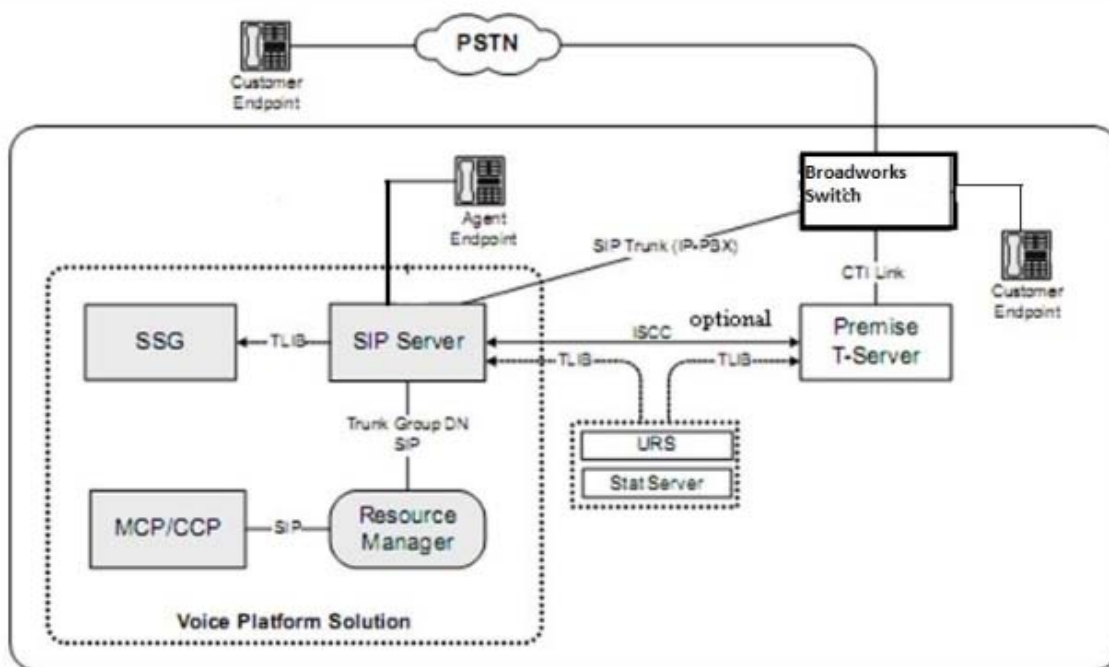 PSTN
Customer
Endpoint
Broadworks
Switch
Agent
Endpoint
SIP Trunk (IP-PBX)
CTI Link
Customer
Endpoint
SSG
TLIB
SIP Server
optional
ISCC
Premise
T-Server
TLIB
TLIB
Trunk Group DN
SIP
URS
StatServer
MCP/CCP
SIP
Resource
Manager
Voice Platform Solution